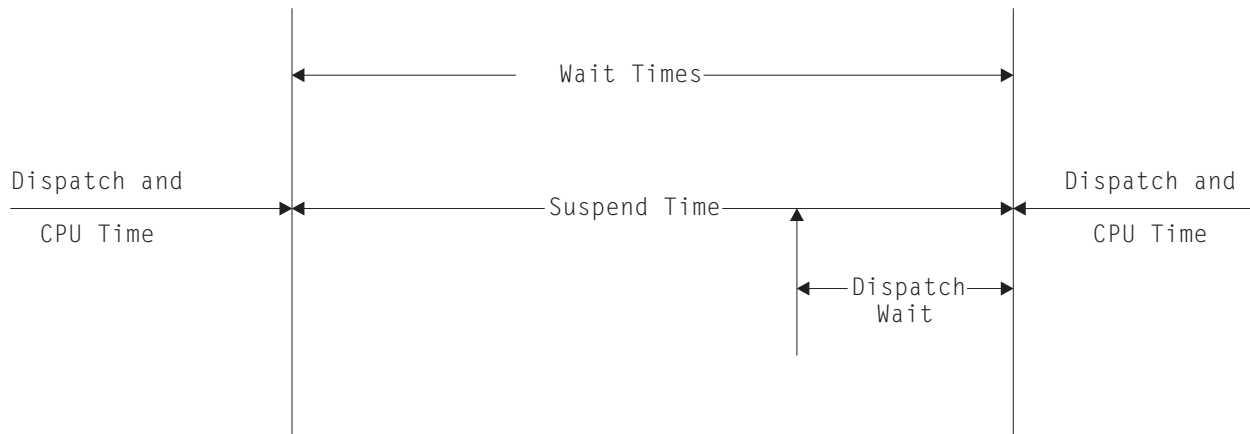 Wait Times
Dispatch and
CPU Time
Suspend Time
Dispatch and
CPU Time
Dispatch
Wait